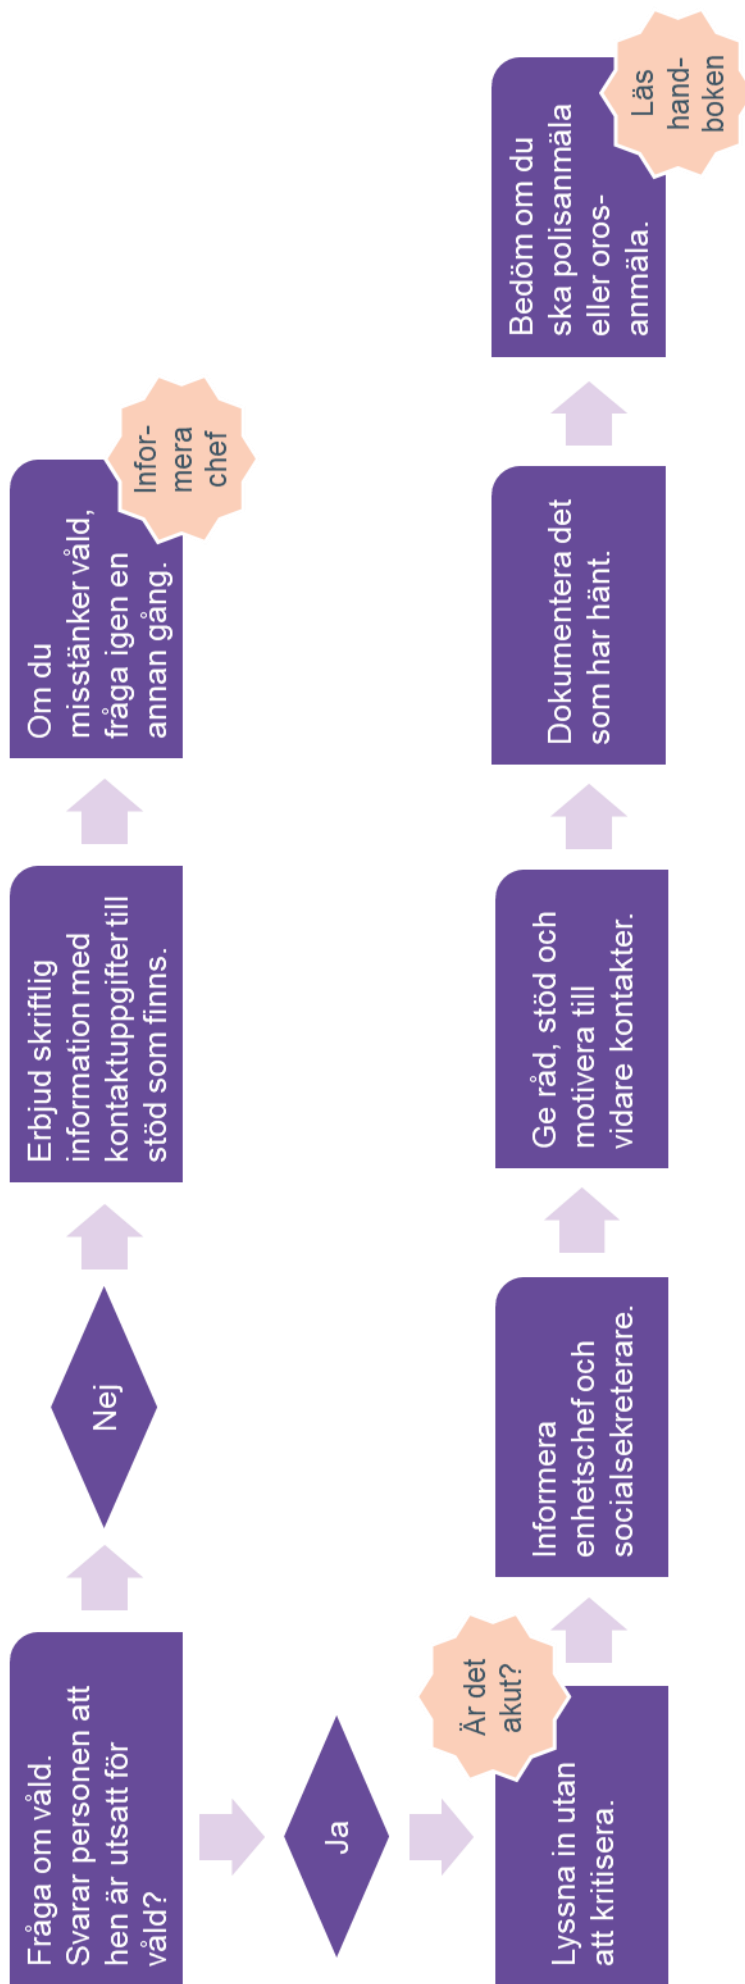 Fråga om våld.
Svarar personen att
hen är utsatt för
våld?
Nej
Erbjud skriftlig
information med
kontaktuppgifter till
stöd som finns.
Om du
misstänker våld,
fråga igen en
annan gång.
Infor-
mera
chef
Ja
Lyssna in utan
att kritisera.
Är det
akut?
Informera
enhetschef och
socialsekreterare.
Ge råd, stöd och
motivera till
vidare kontakter.
Dokumentera det
som har hänt.
Bedöm om du
ska polisanmäla
eller oros-
anmäla.
Läs
hand-
boken